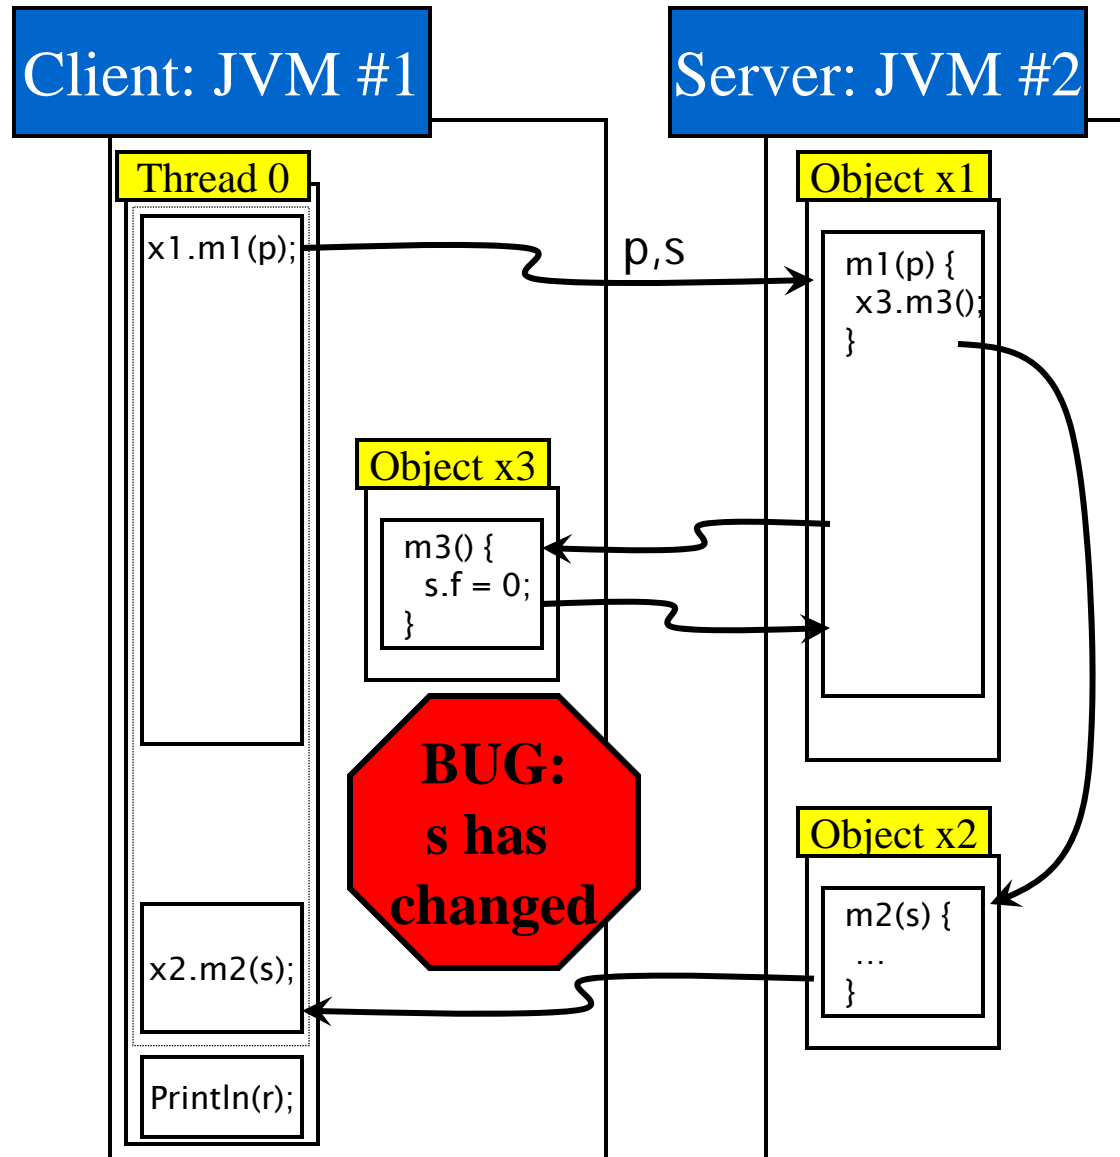 Client: JVM #1
Server: JVM #2
Thread 0
Object x1
x1.m1(p);
p,s
m1(p) {
x3.m3();
}
Object x3
m3() {
s.f = 0;
}
BUG:
s has
changed
Object x2
m2(s) {
...
}
x2.m2(s);
Println(r);